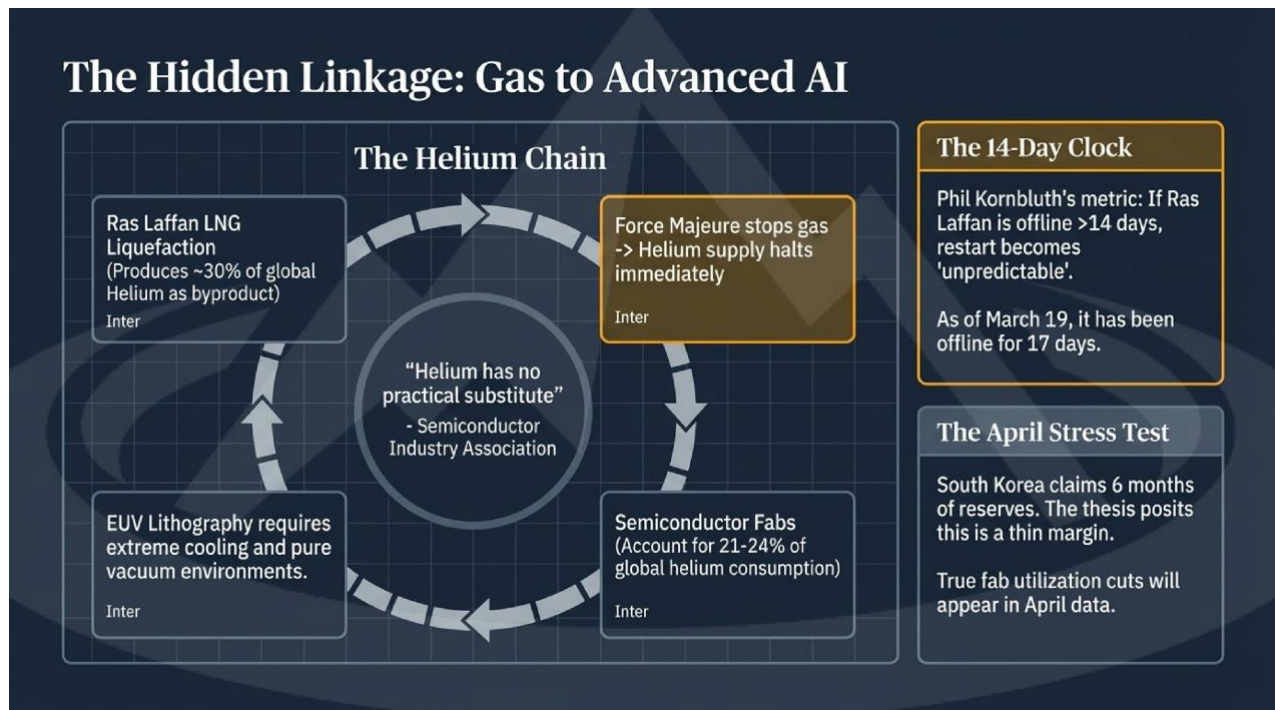 The Hidden Linkage: Gas to Advanced AI
The Helium Chain
Ras Laffan LNG
Liquefaction
(Produces ~30% of global
Helium as byproduct)
Inter
Force Majeure stops gas
-> Helium supply halts
immediately
Inter
“Helium has no
practical substitute”
- Semiconductor
Industry Association
EUV Lithography requires
extreme cooling and pure
vacuum environments.
Inter
Semiconductor Fabs
(Account for 21-24% of
global helium consumption)
Inter
The 14-Day Clock
Phil Kornbluth's metric: If Ras
Laffan is offline >14 days,
restart becomes
'unpredictable'.
As of March 19, it has been
offline for 17 days.
The April Stress Test
South Korea claims 6 months
of reserves. The thesis posits
this is a thin margin.
True fab utilization cuts will
appear in April data.